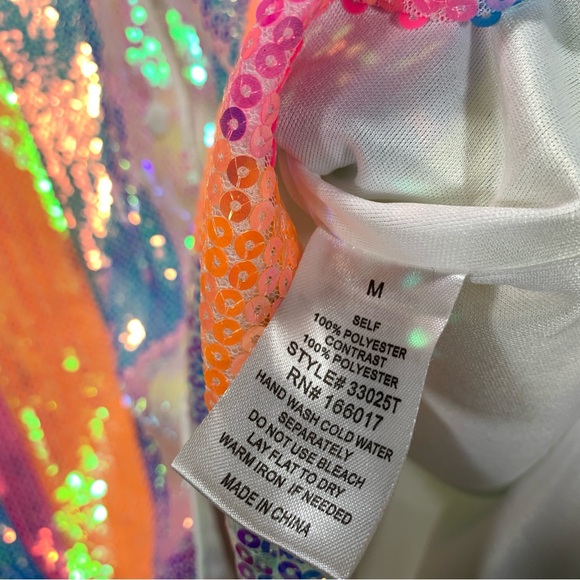 M
SELF
100% POLYESTER
CONTRAST
100% POLYESTER
STYLE# 33025T
RN# 166017
HAND WASH COLD WATER
SEPARATELY
DO NOT USE BLEACH
LAY FLAT TO DRY
WARM IRON IF NEEDED
MADE IN CHINA